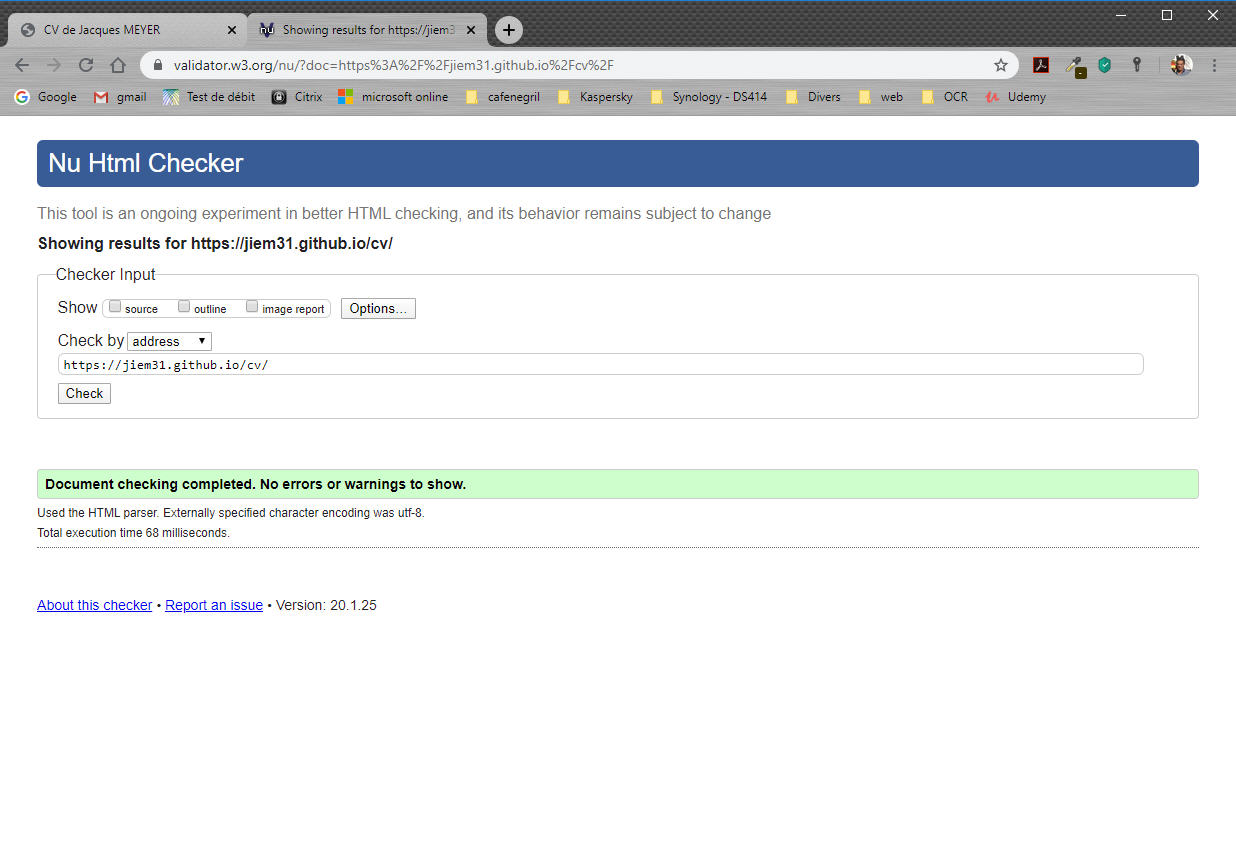 CV de Jacques MEYER
Showing results for https://jiem3
validator.w3.org/nu/?doc=https%3A%2F%2Fjiem31.github.io%2Fcv%2F
Google gmail Test de débit Citrix microsoft online cafenegril Kaspersky Synology - DS414 Divers web OCR Udemy
Nu Html Checker
This tool is an ongoing experiment in better HTML checking, and its behavior remains subject to change
Showing results for https://jiem31.github.io/cv/
Checker Input
Show source outline image report Options...
Check by address
https://jiem31.github.io/cv/
Check
Document checking completed. No errors or warnings to show.
Used the HTML parser. Externally specified character encoding was utf-8.
Total execution time 68 milliseconds.
About this checker • Report an issue • Version: 20.1.25